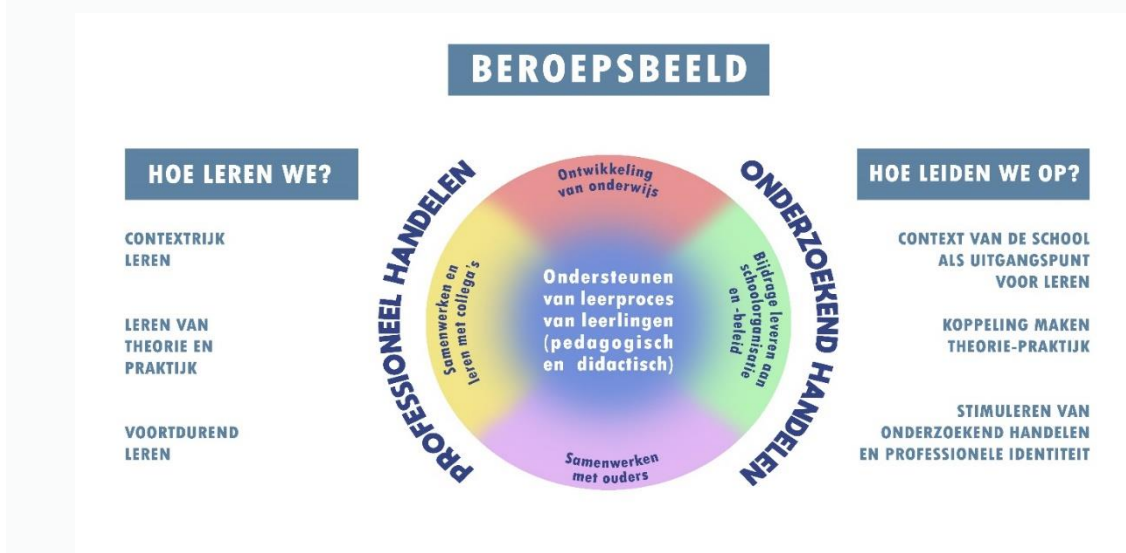 BEROEPSBEELD
HOE LEREN WE?
CONTEXTRIJK
LEREN
LEREN VAN
THEORIE EN
PRAKTIJK
VOORTDUREND
LEREN
PROFESSIONEEL HANDELEN
Ontwikkeling
van onderwijs
Samenwerken en
leren met collega's
Ondersteunen
van leerproces
van leerlingen
(pedagogisch
en didactisch)
Bijdrage leveren aan
schoolorganisatie
en -beleid
Samenwerken
met ouders
ONDERZOEKEND HANDELEN
HOE LEIDEN WE OP?
CONTEXT VAN DE SCHOOL
ALS UITGANGSPUNT
VOOR LEREN
KOPPELING MAKEN
THEORIE-PRAKTIJK
STIMULEREN VAN
ONDERZOEKEND HANDELEN
EN PROFESSIONELE IDENTITEIT